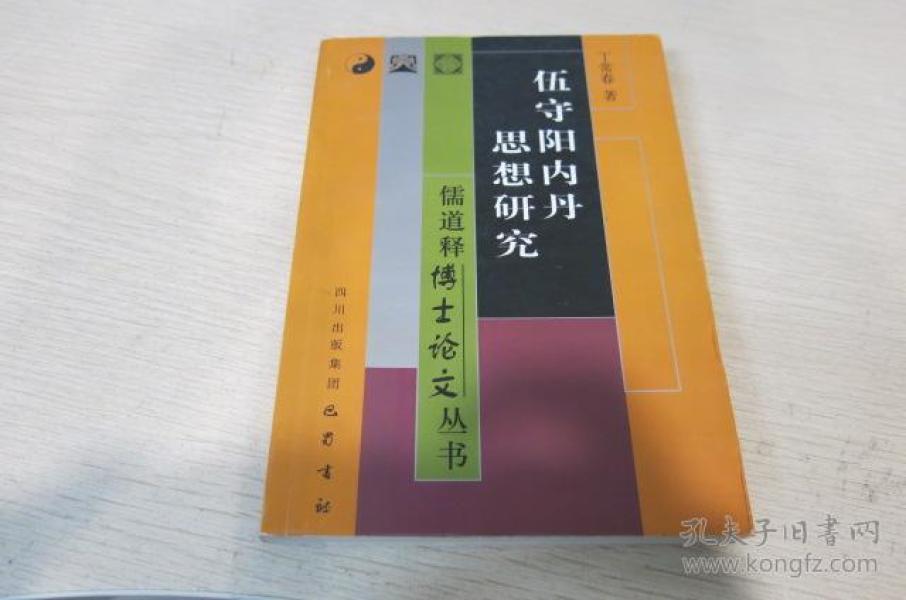 丁常春 著
伍守阳内丹
思想研究
儒道释博士论文丛书
四川出版集团 巴蜀书社
孔夫子旧書网
www.kongfz.com